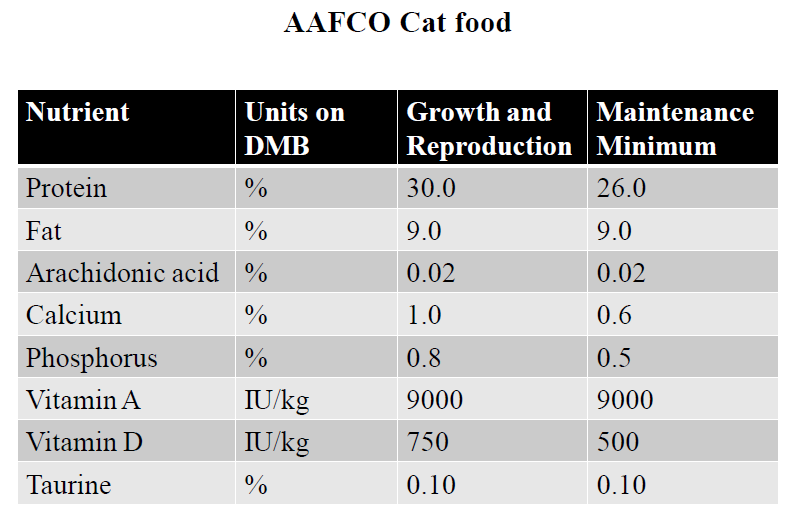 AAFCO Cat food
Nutrient Units on DMB Growth and Reproduction Maintenance Minimum
Protein % 30.0 26.0
Fat % 9.0 9.0
Arachidonic acid % 0.02 0.02
Calcium % 1.0 0.6
Phosphorus % 0.8 0.5
Vitamin A IU/kg 9000 9000
Vitamin D IU/kg 750 500
Taurine % 0.10 0.10